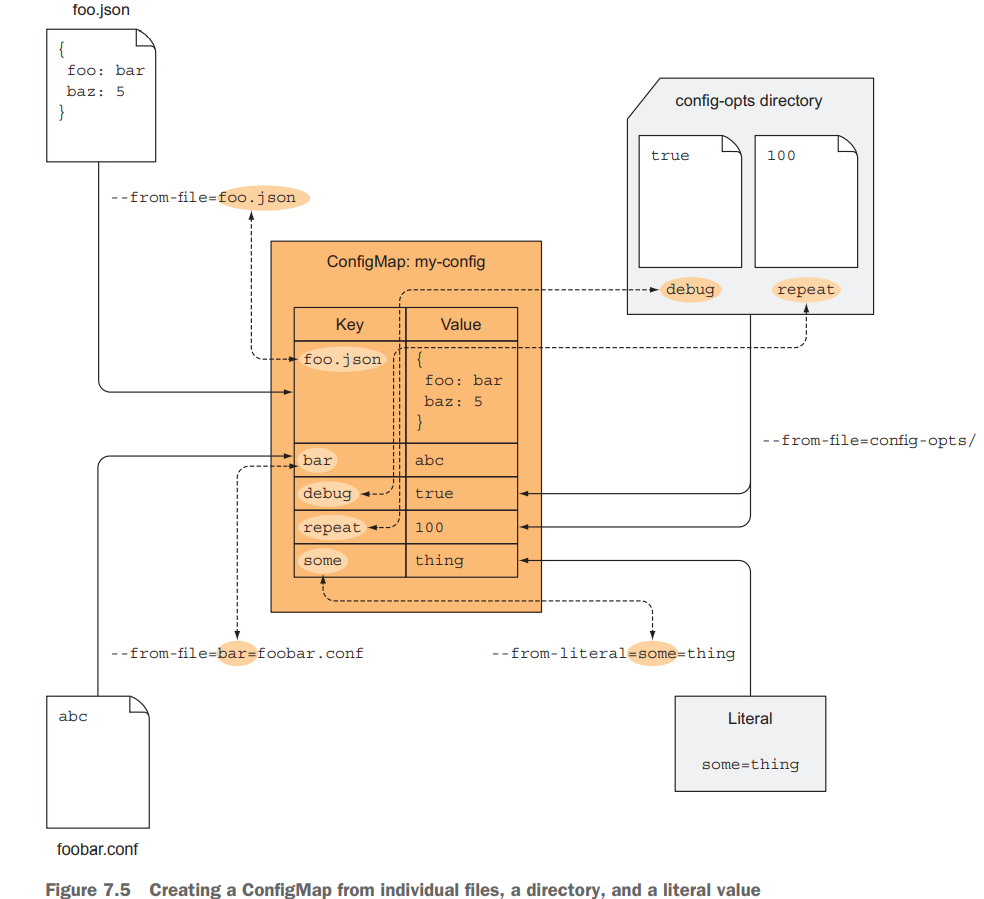 foo.json
{
foo: bar
baz: 5
}
--from-file=foo.json
config-opts directory
true
100
debug
repeat
--from-file=config-opts/
ConfigMap: my-config
Key Value
foo.json
{
foo: bar
baz: 5
}
bar abc
debug true
repeat 100
some thing
--from-file=bar=foobar.conf
--from-literal=some=thing
abc
foobar.conf
Literal
some=thing
Figure 7.5 Creating a ConfigMap from individual files, a directory, and a literal value